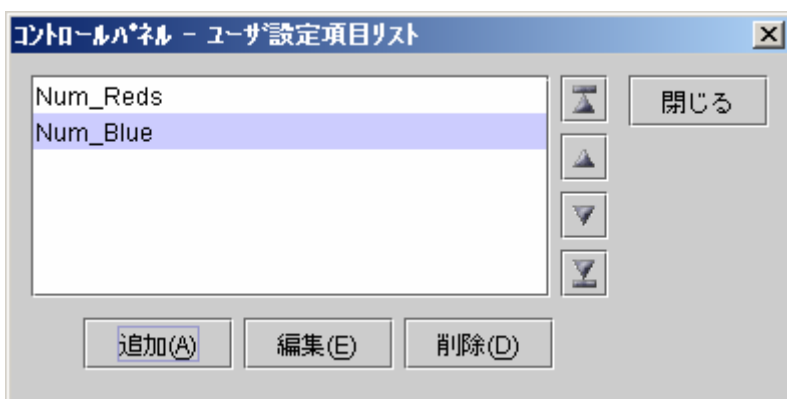 コントロールパネル － ユーザ設定項目リスト
Num_Reds
閉じる
Num_Blue
追加(A) 編集(E) 削除(D)